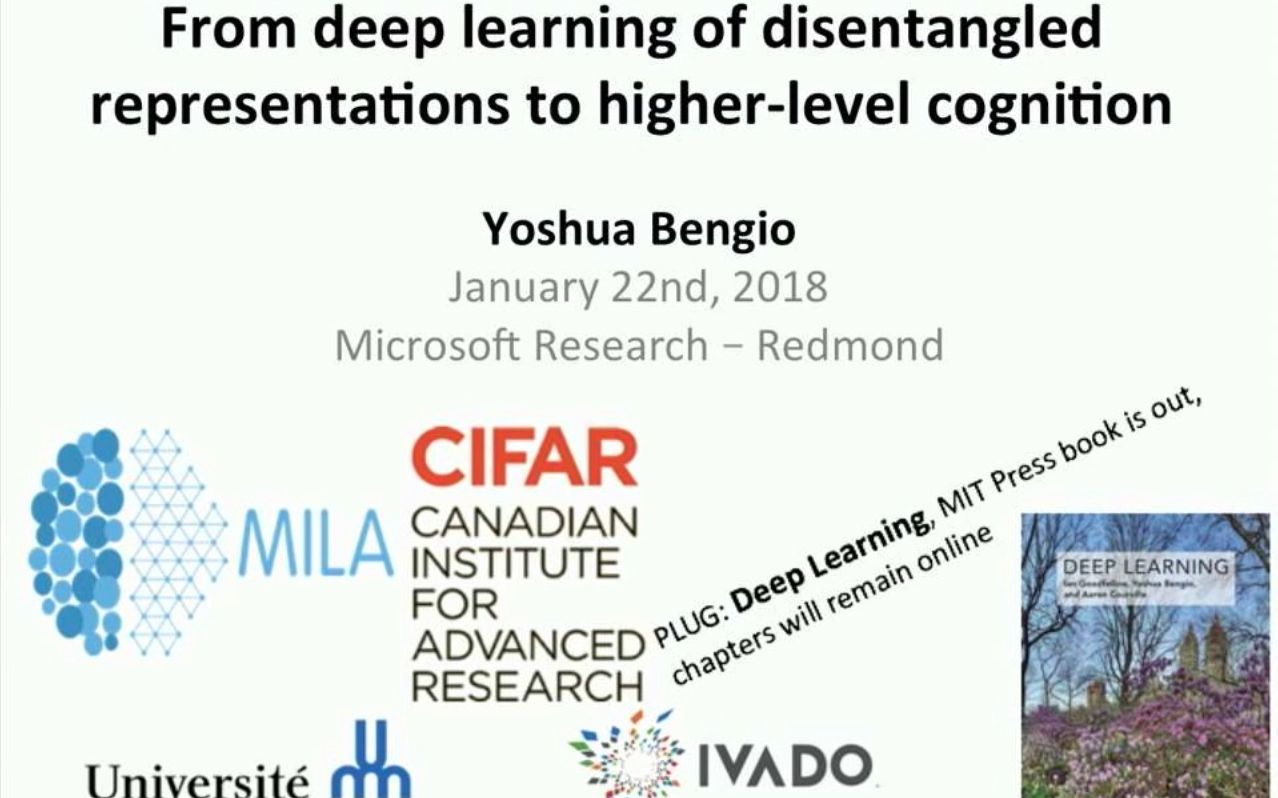 From deep learning of disentangled
representations to higher-level cognition
Yoshua Bengio
January 22nd, 2018
Microsoft Research – Redmond
MILA
CIFAR
CANADIAN
INSTITUTE
FOR
ADVANCED
RESEARCH
PLUG: Deep Learning, MIT Press book is out,
chapters will remain online
DEEP LEARNING
Ian Goodfellow, Yoshua Bengio,
and Aaron Courville
Université
IVADO